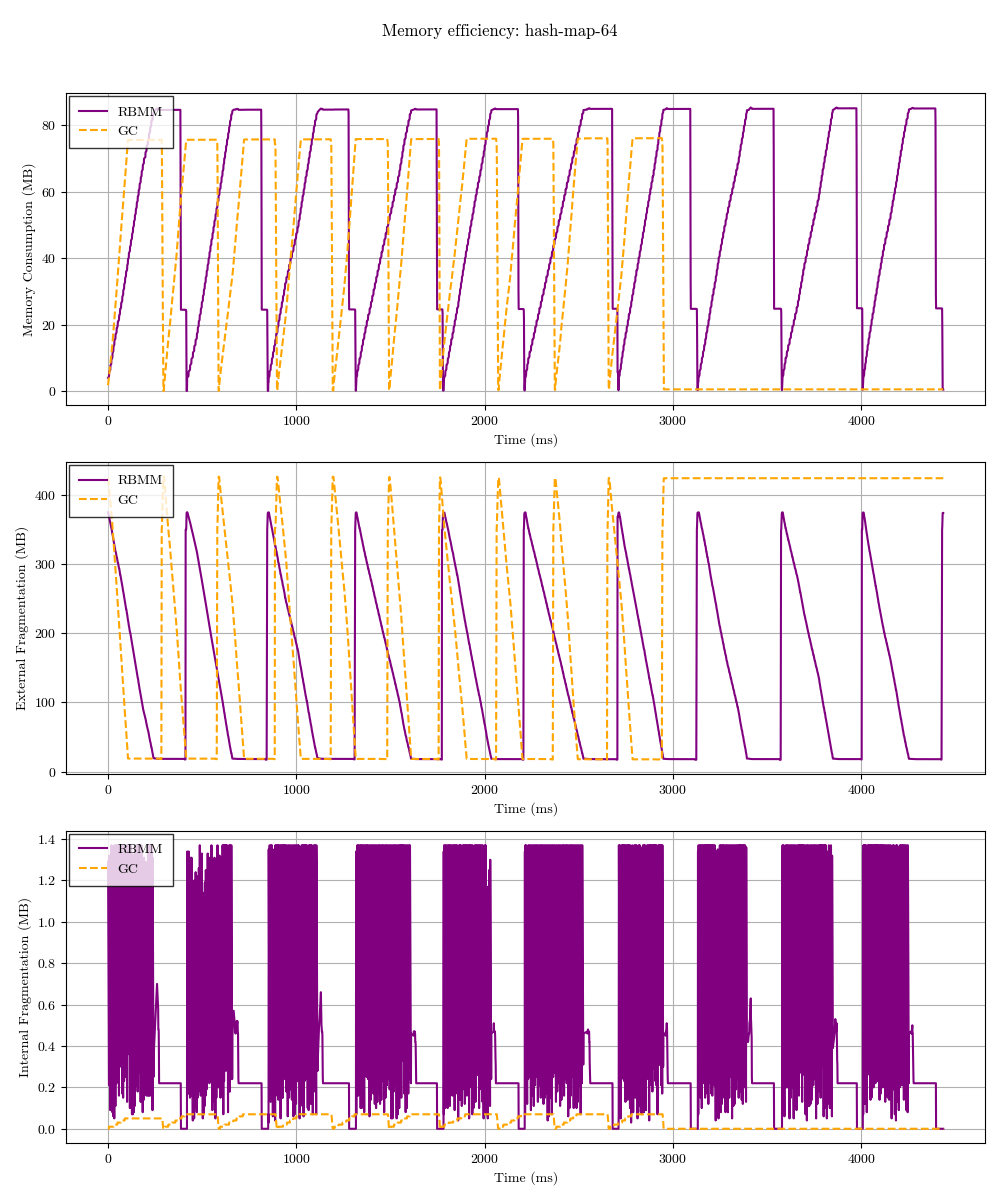 Memory efficiency: hash-map-64
RBMM
GC
80
60
40
20
0
Memory Consumption (MB)
0 1000 2000 3000 4000
Time (ms)
RBMM
GC
400
300
200
100
0
External Fragmentation (MB)
0 1000 2000 3000 4000
Time (ms)
RBMM
GC
1.4
1.2
1.0
0.8
0.6
0.4
0.2
0.0
Internal Fragmentation (MB)
0 1000 2000 3000 4000
Time (ms)